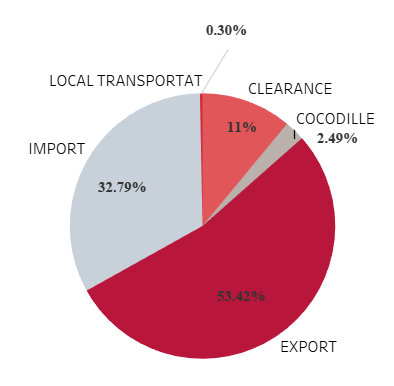 0.30%
LOCAL TRANSPORTAT
CLEARANCE
11%
COCODILLE
2.49%
IMPORT
32.79%
53.42%
EXPORT